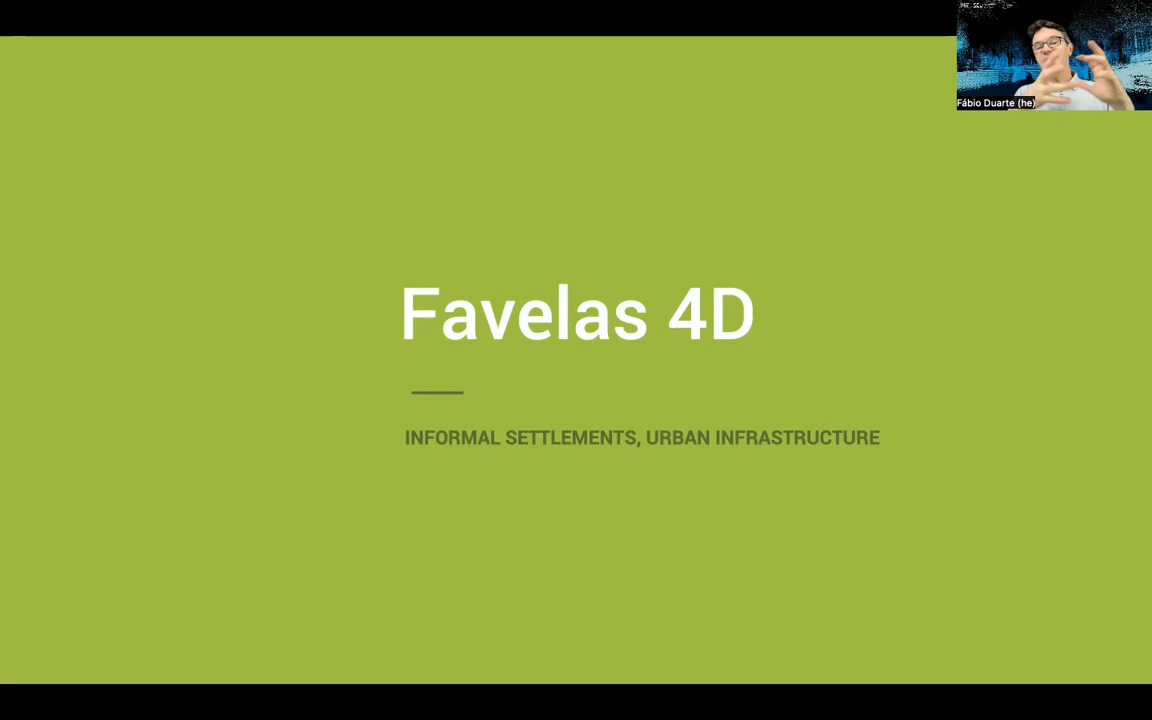 Fábio Duarte (he)
Favelas 4D
INFORMAL SETTLEMENTS, URBAN INFRASTRUCTURE